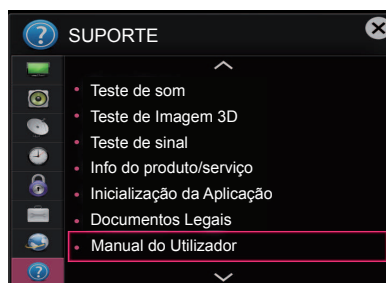 SUPORTE
Teste de som
Teste de Imagem 3D
Teste de sinal
Info do produto/serviço
Inicialização da Aplicação
Documentos Legais
Manual do Utilizador